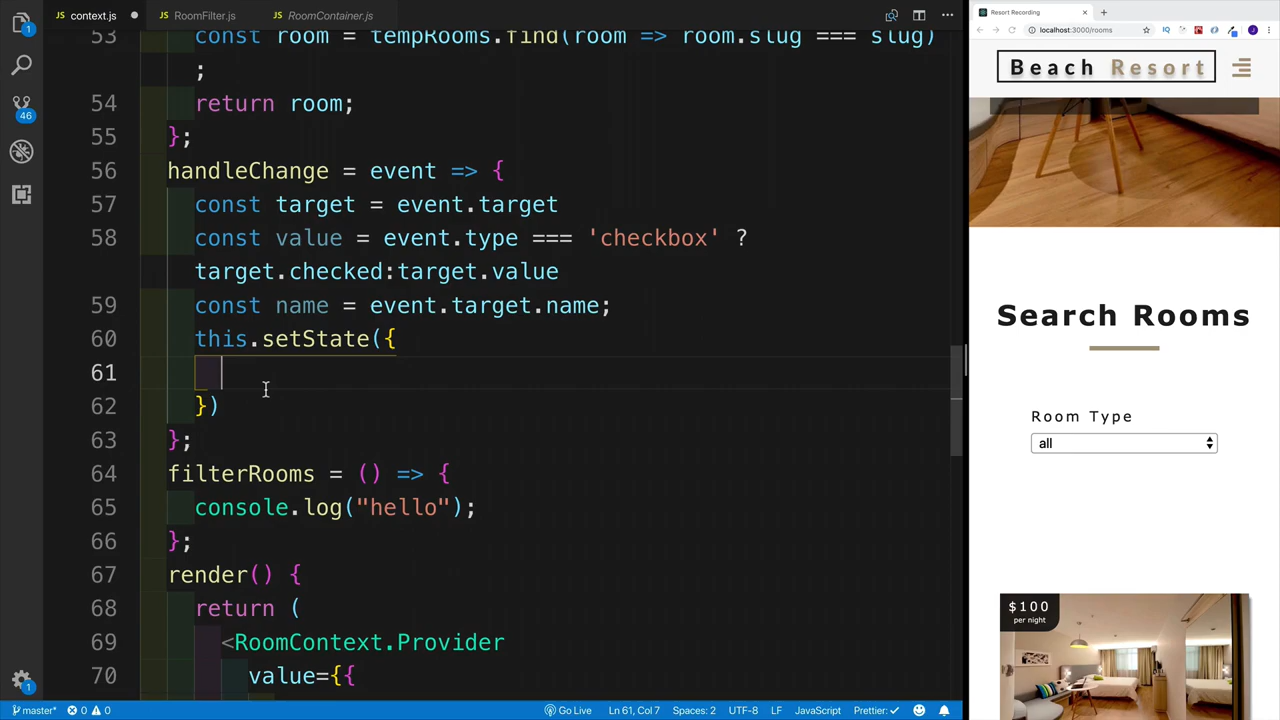 context.js
RoomFilter.js
RoomContainer.js
53
const room = tempRooms.find(room => room.slug === slug)
;
54
return room;
55
};
56
handleChange = event => {
57
const target = event.target
58
const value = event.type === 'checkbox' ?
target.checked:target.value
59
const name = event.target.name;
60
this.setState({
61
62
})
63
};
64
filterRooms = () => {
65
console.log("hello");
66
};
67
render() {
68
return (
69
<RoomContext.Provider
70
value={{
1
46
1
master*
0
0
Go Live
Ln 61, Col 7
Spaces: 2
UTF-8
LF
JavaScript
Prettier: ✓
Resort Recording
localhost:3000/rooms
IQ
J
Beach Resort
Search Rooms
Room Type
all
$100
per night